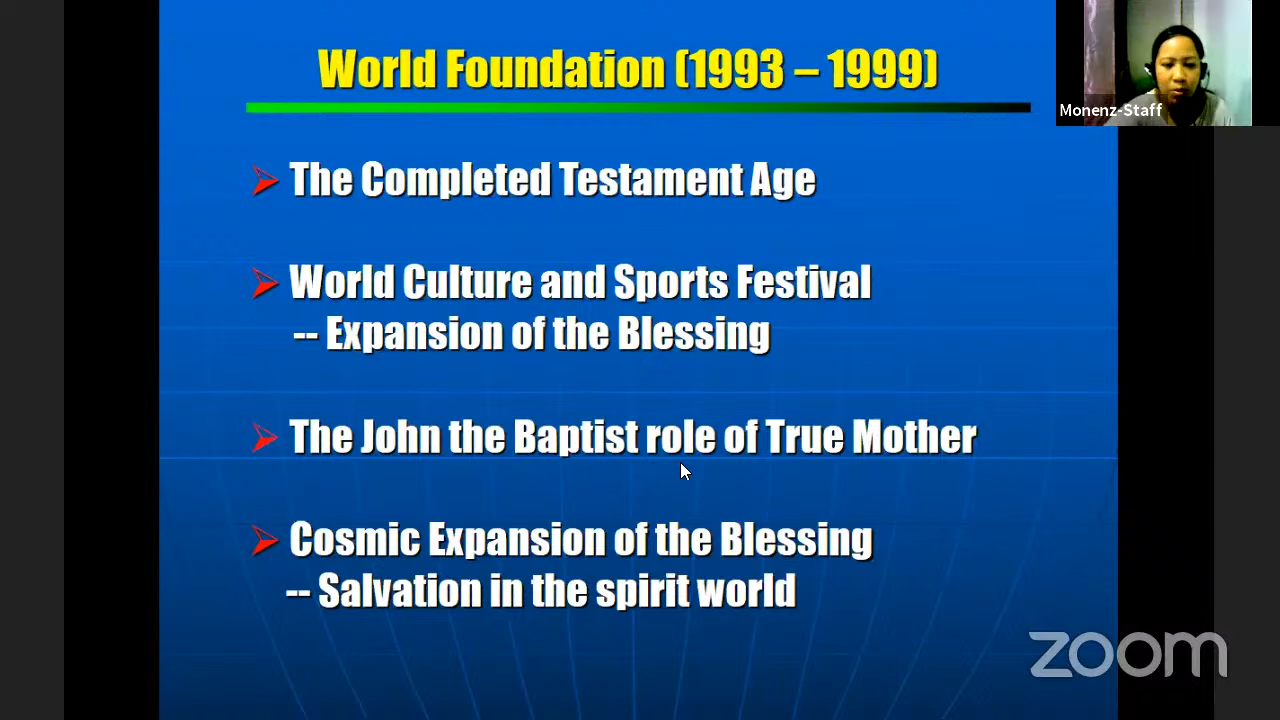 World Foundation (1993 – 1999)
Monenz-Staff
The Completed Testament Age
World Culture and Sports Festival
-- Expansion of the Blessing
The John the Baptist role of True Mother
Cosmic Expansion of the Blessing
-- Salvation in the spirit world
zoom